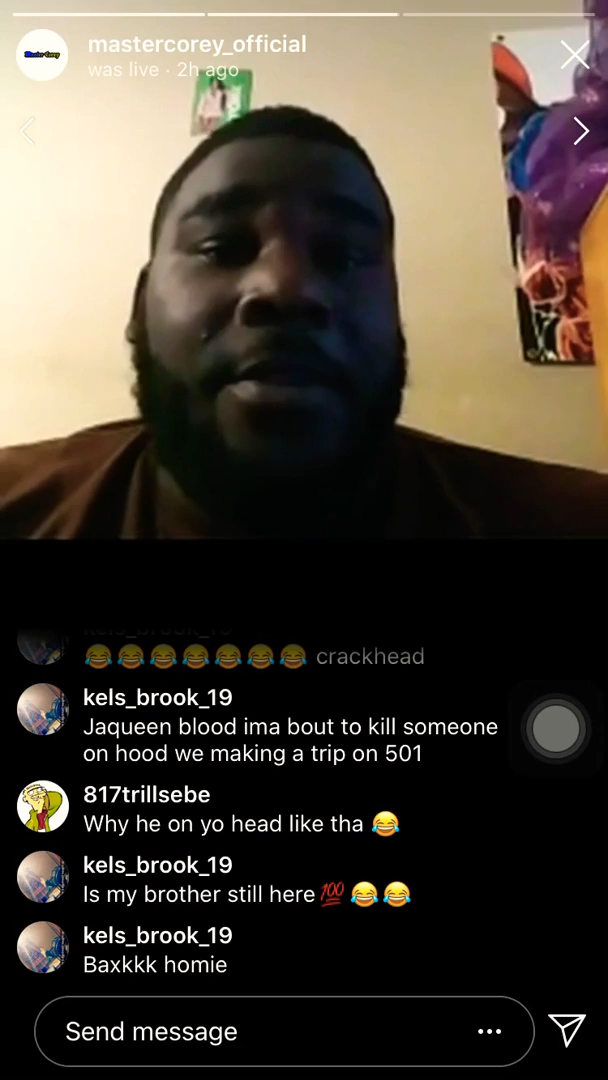 mastercorey_official
was live · 2h ago
kels_brook_19
😂😂😂😂😂😂😂 crackhead
kels_brook_19
Jaqueen blood ima bout to kill someone
on hood we making a trip on 501
817trillsebe
Why he on yo head like tha 😂
kels_brook_19
Is my brother still here 💯 😂😂
kels_brook_19
Baxkkk homie
Send message